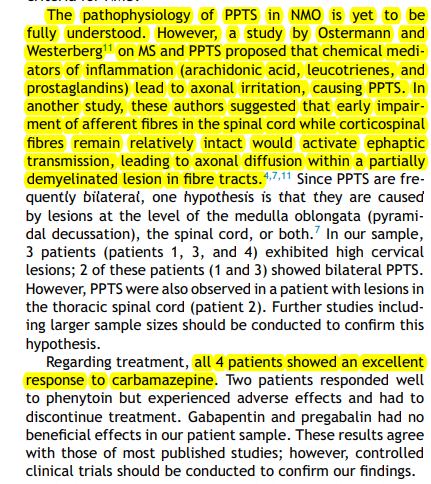 The pathophysiology of PPTS in NMO is yet to be
fully understood. However, a study by Ostermann and
Westerberg11 on MS and PPTS proposed that chemical medi-
ators of inflammation (arachidonic acid, leucotrienes, and
prostaglandins) lead to axonal irritation, causing PPTS. In
another study, these authors suggested that early impair-
ment of afferent fibres in the spinal cord while corticospinal
fibres remain relatively intact would activate ephaptic
transmission, leading to axonal diffusion within a partially
demyelinated lesion in fibre tracts.4,7,11 Since PPTS are fre-
quently bilateral, one hypothesis is that they are caused
by lesions at the level of the medulla oblongata (pyrami-
dal decussation), the spinal cord, or both.7 In our sample,
3 patients (patients 1, 3, and 4) exhibited high cervical
lesions; 2 of these patients (1 and 3) showed bilateral PPTS.
However, PPTS were also observed in a patient with lesions in
the thoracic spinal cord (patient 2). Further studies includ-
ing larger sample sizes should be conducted to confirm this
hypothesis.
Regarding treatment, all 4 patients showed an excellent
response to carbamazepine. Two patients responded well
to phenytoin but experienced adverse effects and had to
discontinue treatment. Gabapentin and pregabalin had no
beneficial effects in our patient sample. These results agree
with those of most published studies; however, controlled
clinical trials should be conducted to confirm our findings.